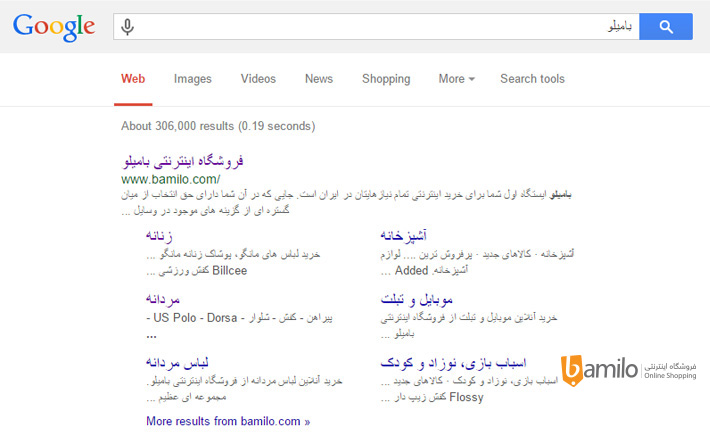 Google
بامیلو
Web Images Videos News Shopping More Search tools
About 306,000 results (0.19 seconds)
فروشگاه اینترنتی بامیلو
www.bamilo.com/
بامیلو ایستگاه اول شما برای خرید اینترنتی تمام نیازهایتان در ایران است. جایی که در آن شما دارای حق انتخاب از میان
گستره ای از گزینه های موجود در وسایل ...
زنانه
خرید لباس های مانگو، پوشاک زنانه مانگو ...
Billcee کفش ورزشی ...
آشپزخانه
آشپزخانه · کالاهای جدید · پرفروش ترین .... لوازم
آشپزخانه. Added ...
مردانه
پیراهن - کفش - شلوار - US Polo - Dorsa -
...
موبایل و تبلت
خرید آنلاین موبایل و تبلت از فروشگاه اینترنتی
بامیلو ...
لباس مردانه
خرید آنلاین لباس مردانه از فروشگاه اینترنتی بامیلو.
مجموعه ای عظیم ...
اسباب بازی، نوزاد و کودک
اسباب بازی، نوزاد و کودک · کالاهای جدید ...
Flossy کفش زیپ دار ...
More results from bamilo.com »
bamilo
فروشگاه اینترنتی
Online Shopping